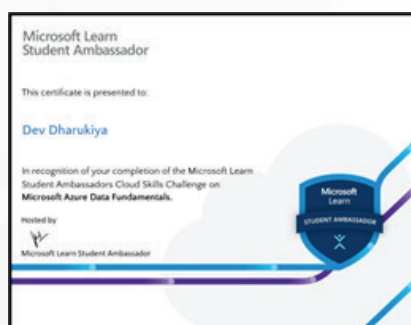 Microsoft Learn
Student Ambassador
This certificate is presented to:
Dev Dharukiya
In recognition of your completion of the Microsoft Learn
Student Ambassadors Cloud Skills Challenge on
Microsoft Azure Data Fundamentals.
Hosted by
Microsoft Learn Student Ambassador
Microsoft
Learn
STUDENT AMBASSADOR